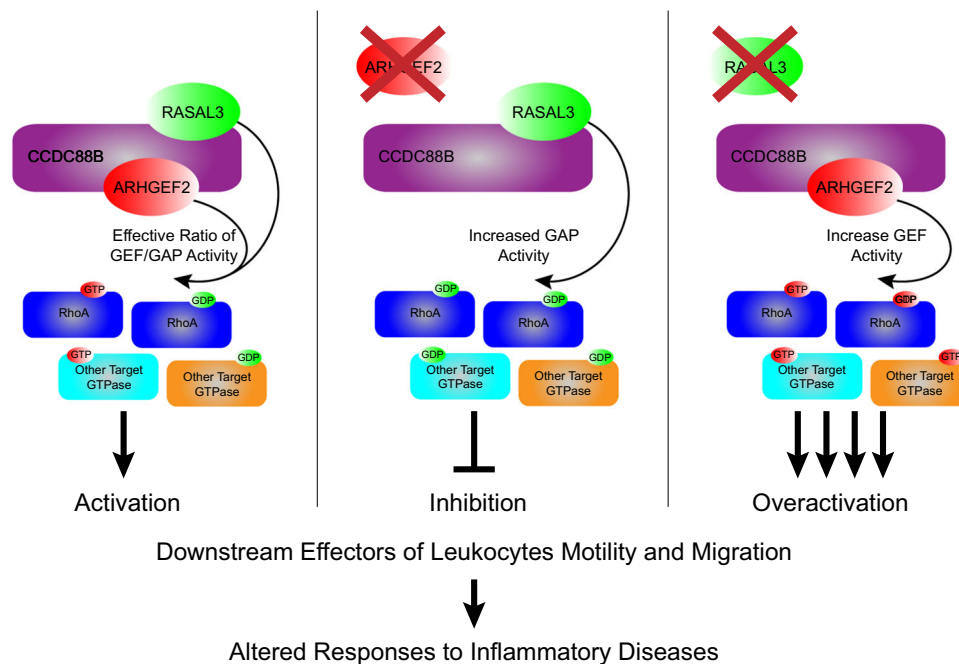 RASAL3
CCDC88B
ARHGEF2
Effective Ratio of
GEF/GAP Activity
GTP
RhoA
GDP
RhoA
GTP
Other Target
GTPase
GDP
Other Target
GTPase
Activation
ARHGEF2
RASAL3
CCDC88B
Increased GAP
Activity
GDP
RhoA
GDP
RhoA
GDP
Other Target
GTPase
GDP
Other Target
GTPase
Inhibition
RASAL3
CCDC88B
ARHGEF2
Increase GEF
Activity
GTP
RhoA
RhoA
GTP
Other Target
GTPase
GTP
Other Target
GTPase
Overactivation
Downstream Effectors of Leukocytes Motility and Migration
Altered Responses to Inflammatory Diseases